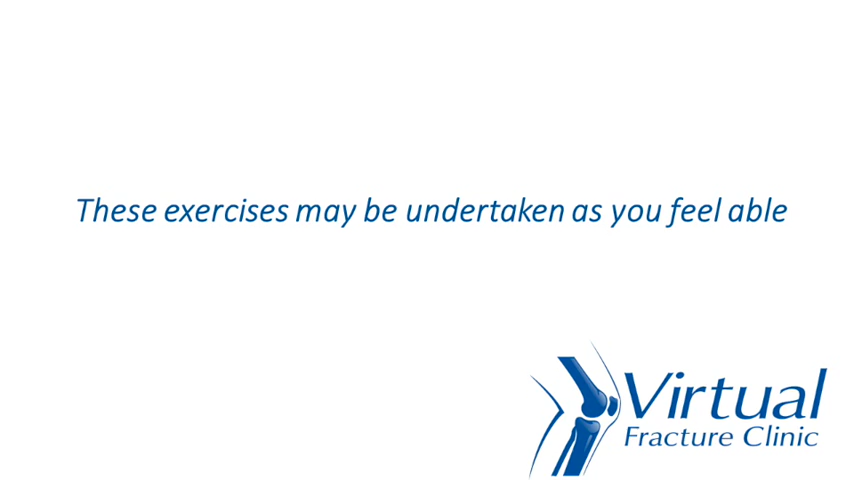 These exercises may be undertaken as you feel able
Virtual
Fracture Clinic